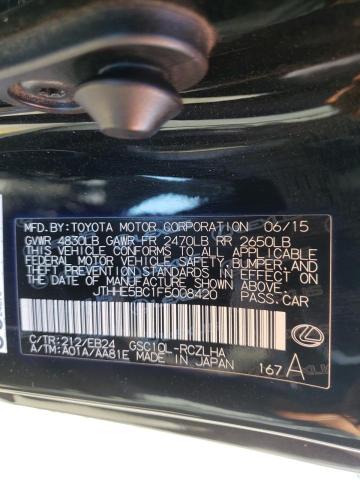 MFD.BY:TOYOTA MOTOR CORPORATION 06/15
GVWR 4830LB GAWR FR 2470LB RR 2650LB
THIS VEHICLE CONFORMS TO ALL APPLICABLE
FEDERAL MOTOR VEHICLE SAFETY, BUMPER, AND
THEFT PREVENTION STANDARDS IN EFFECT ON
THE DATE OF MANUFACTURE SHOWN ABOVE.
JTHHE5BC1F5008420 PASS.CAR
C/TR:212/EB24 GSC10L-RCZLHA
A/TM:A01A/AA81E MADE IN JAPAN
167 A